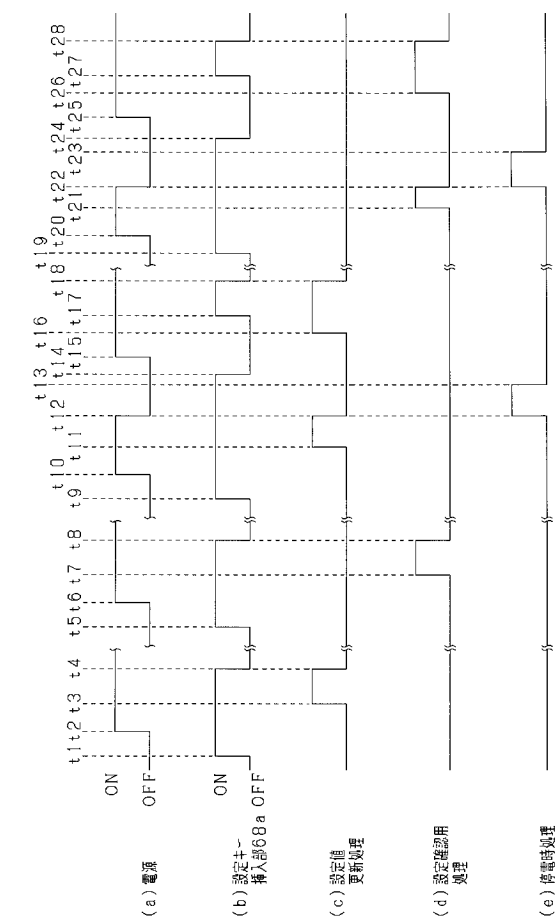 t1 t2 t3 t4 t5 t6 t7 t8 t9 t10 t11 t12 t13 t14 t15 t16 t17 t18 t19 t20 t21 t22 t23 t24 t25 t26 t27 t28
(a) 電源
ON
OFF
(b) 設定キー
挿入部68a
ON
OFF
(c) 設定値
更新処理
(d) 設定確認用
処理
(e) 停電時処理